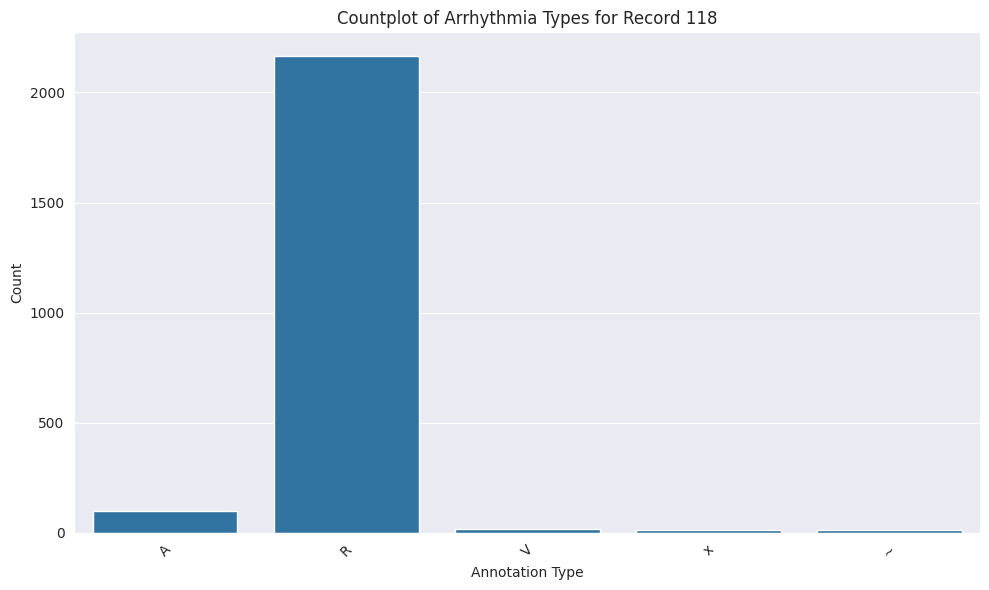 Countplot of Arrhythmia Types for Record 118
2000
1500
1000
500
0
Count
A
R
V
x
~
Annotation Type